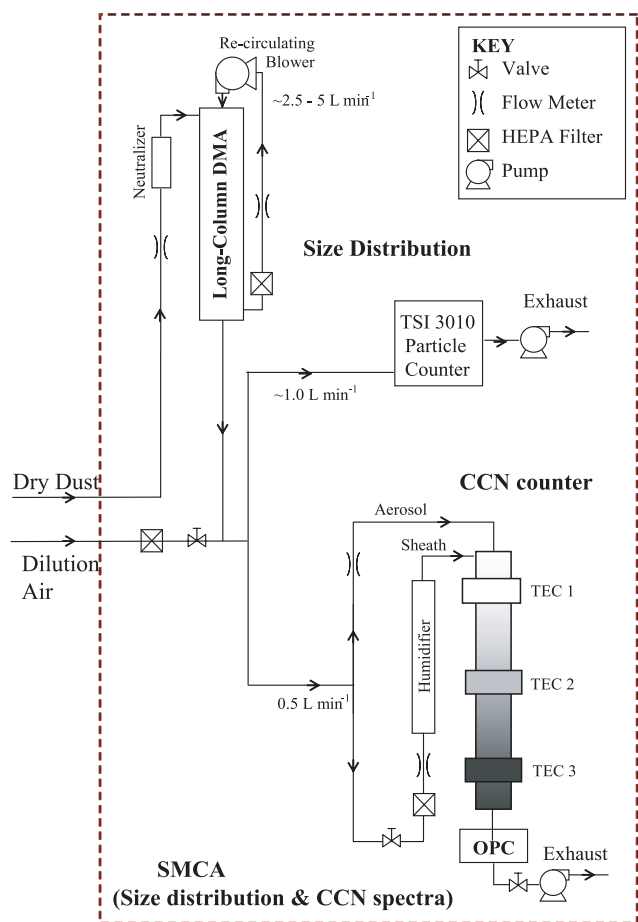 Re-circulating
Blower
~2.5 - 5 L min-1
KEY
Valve
Flow Meter
HEPA Filter
Pump
Neutralizer
Long-Column DMA
Size Distribution
TSI 3010
Particle
Counter
Exhaust
~1.0 L min-1
Dry Dust
Dilution
Air
CCN counter
Aerosol
Sheath
Humidifier
TEC 1
TEC 2
TEC 3
0.5 L min-1
OPC
Exhaust
SMCA
(Size distribution & CCN spectra)